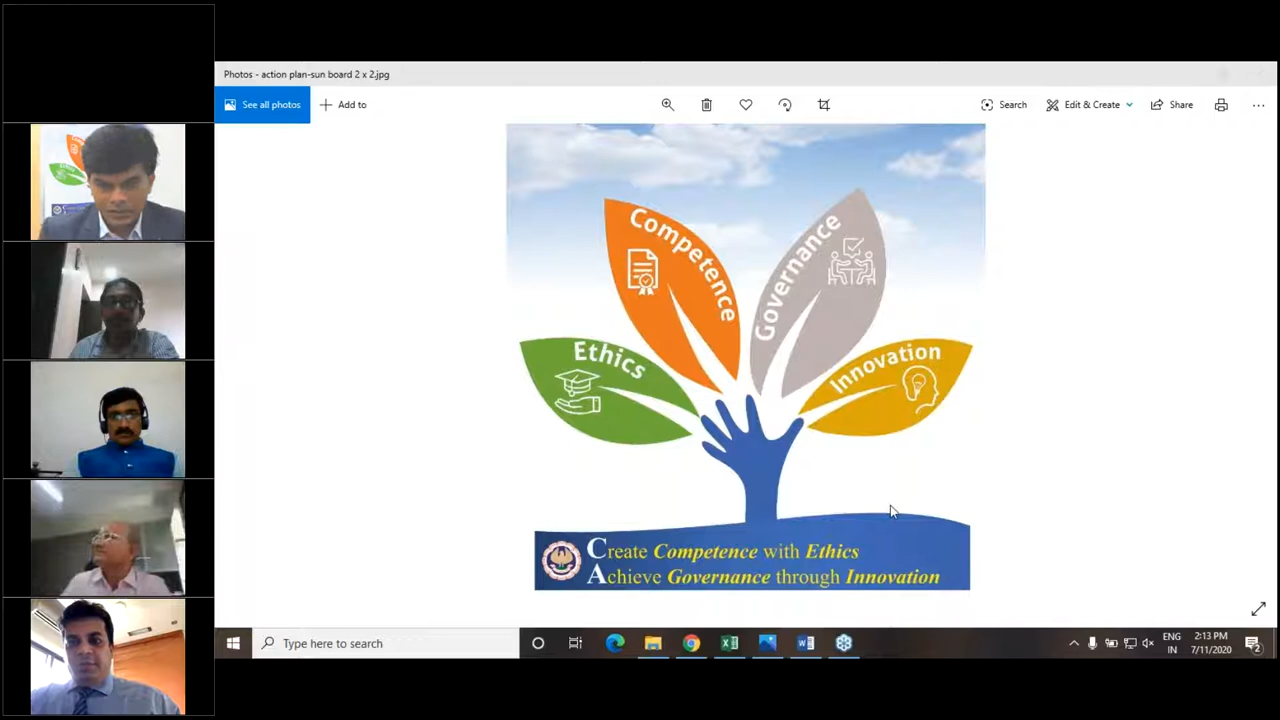 Photos - action plan-sun board 2 x 2.jpg
See all photos
Add to
Search
Edit & Create
Share
Competence
Governance
Ethics
Innovation
Create Competence with Ethics
Achieve Governance through Innovation
Type here to search
ENG
IN
2:13 PM
7/11/2020
2